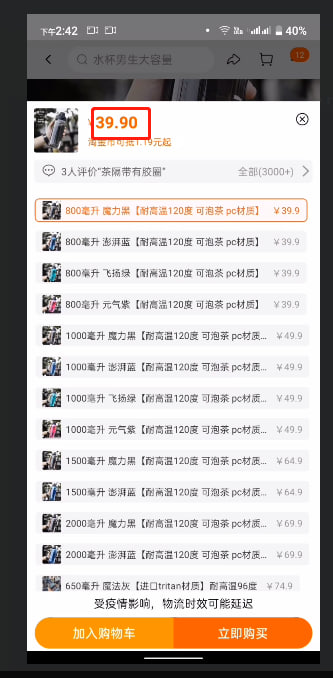 下午2:42
40%
水杯男生大容量
12
￥39.90
淘金币可抵1.19元起
3人评价“茶隔带有胶圈”
全部(3000+)
800毫升 魔力黑【耐高温120度 可泡茶 pc材质】 ￥39.9
800毫升 澎湃蓝【耐高温120度 可泡茶 pc材质】 ￥39.9
800毫升 飞扬绿【耐高温120度 可泡茶 pc材质】 ￥39.9
800毫升 元气紫【耐高温120度 可泡茶 pc材质】 ￥39.9
1000毫升 魔力黑【耐高温120度 可泡茶 pc材质... ￥49.9
1000毫升 澎湃蓝【耐高温120度 可泡茶 pc材质... ￥49.9
1000毫升 飞扬绿【耐高温120度 可泡茶 pc材质... ￥49.9
1000毫升 元气紫【耐高温120度 可泡茶 pc材质... ￥49.9
1500毫升 魔力黑【耐高温120度 可泡茶 pc材质... ￥64.9
1500毫升 澎湃蓝【耐高温120度 可泡茶 pc材质... ￥64.9
2000毫升 魔力黑【耐高温120度 可泡茶 pc材质... ￥69.9
2000毫升 澎湃蓝【耐高温120度 可泡茶 pc材质... ￥69.9
650毫升 魔法灰【进口tritan材质】耐高温96度 ￥74.9
受疫情影响，物流时效可能延迟
加入购物车
立即购买